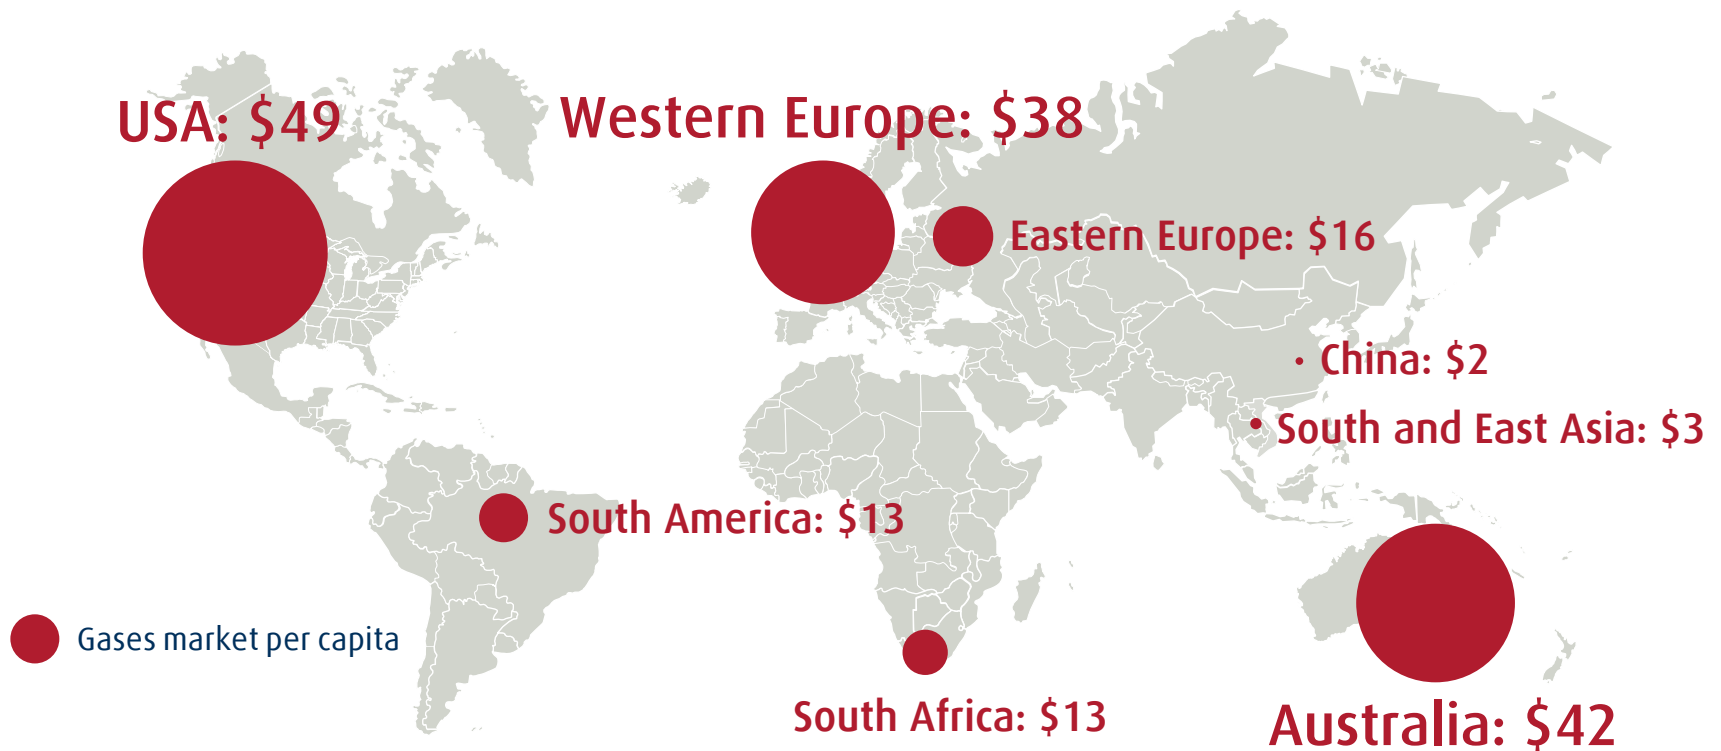 USA: $49
Western Europe: $38
Eastern Europe: $16
China: $2
South and East Asia: $3
South America: $13
Gases market per capita
South Africa: $13
Australia: $42